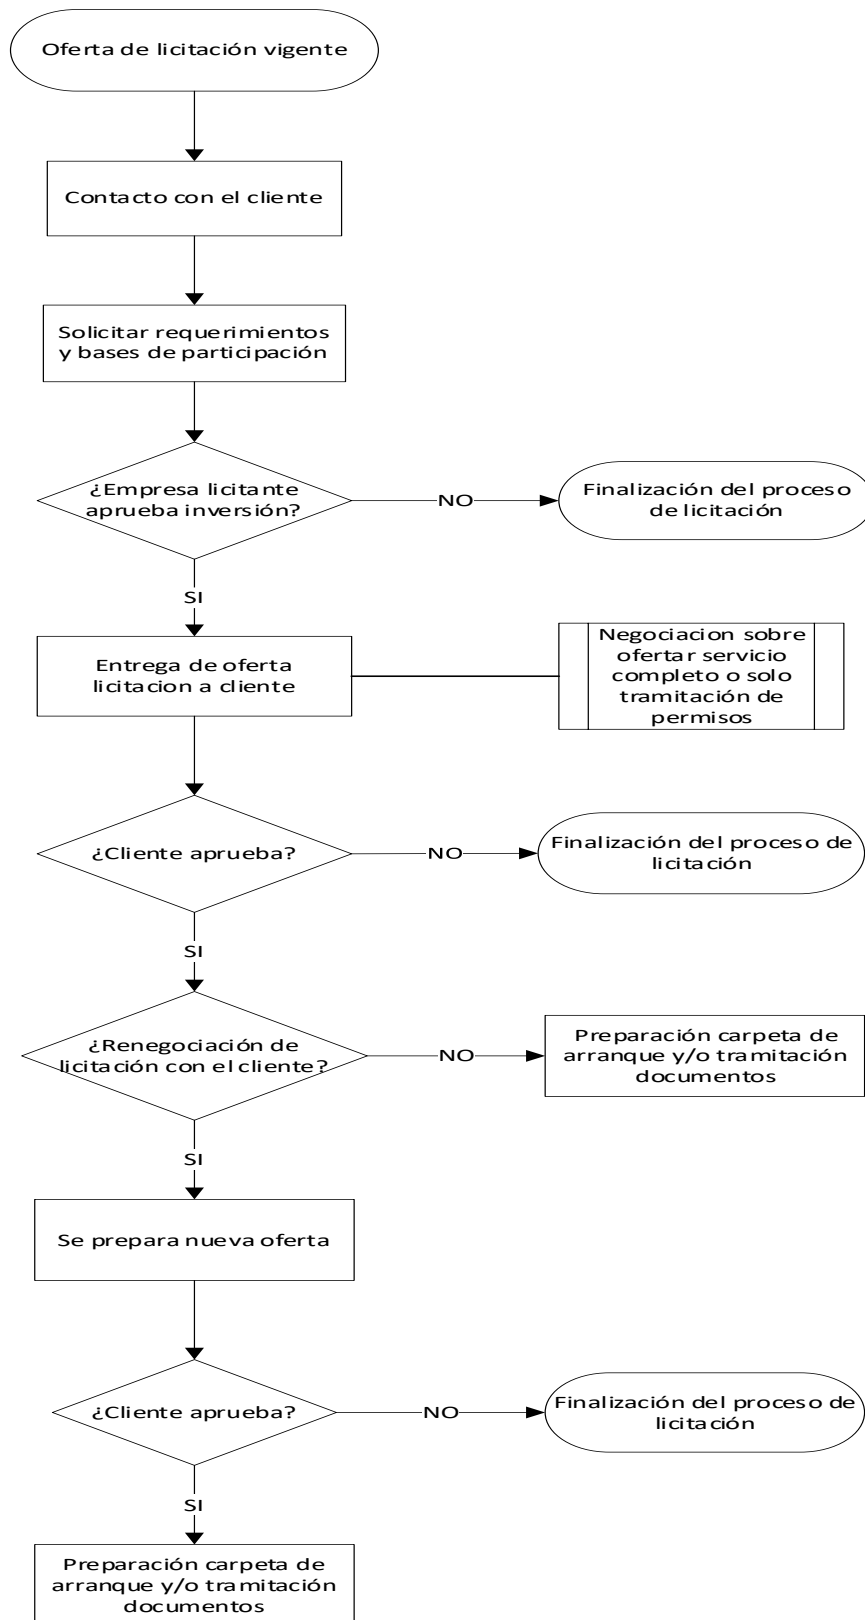 Oferta de licitación vigente
Contacto con el cliente
Solicitar requerimientos
y bases de participación
¿Empresa licitante
aprueba inversión?
NO
Finalización del proceso
de licitación
SI
Entrega de oferta
licitacion a cliente
Negociacion sobre
ofertar servicio
completo o solo
tramitación de
permisos
¿Cliente aprueba?
NO
Finalización del proceso de
licitación
SI
¿Renegociación de
licitación con el cliente?
NO
Preparación carpeta de
arranque y/o tramitación
documentos
SI
Se prepara nueva oferta
¿Cliente aprueba?
NO
Finalización del proceso de
licitación
SI
Preparación carpeta de
arranque y/o tramitación
documentos